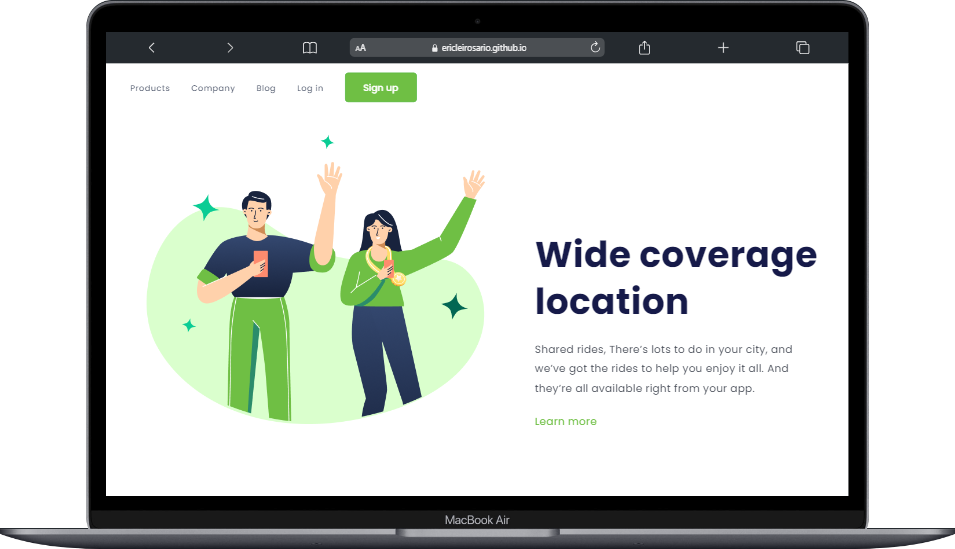 AA
ericleirosario.github.io
Products Company Blog Log in Sign up
Wide coverage
location
Shared rides, There's lots to do in your city, and
we've got the rides to help you enjoy it all. And
they're all available right from your app.
Learn more
MacBook Air